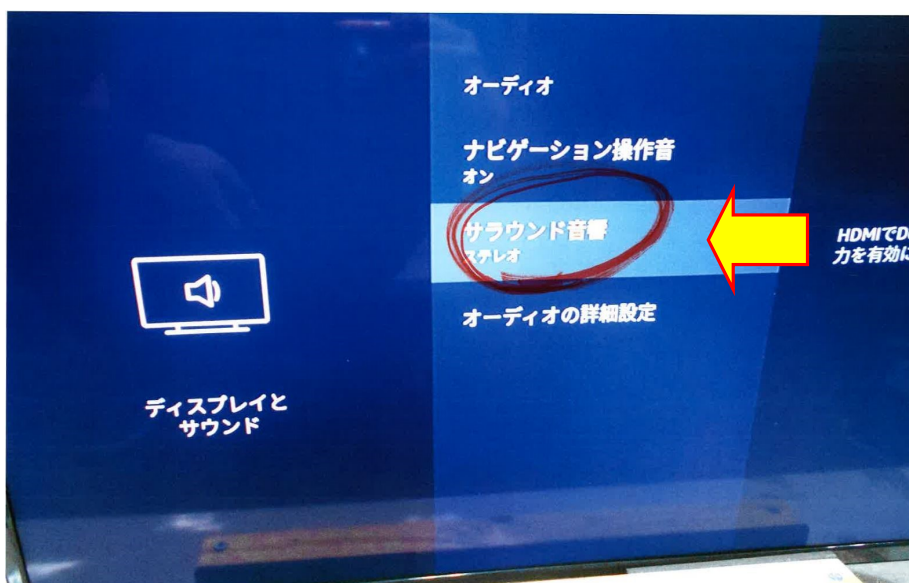 オーディオ
ナビゲーション操作音
オン
サラウンド音響
ステレオ
オーディオの詳細設定
ディスプレイと
サウンド
HDMIでD
力を有効に